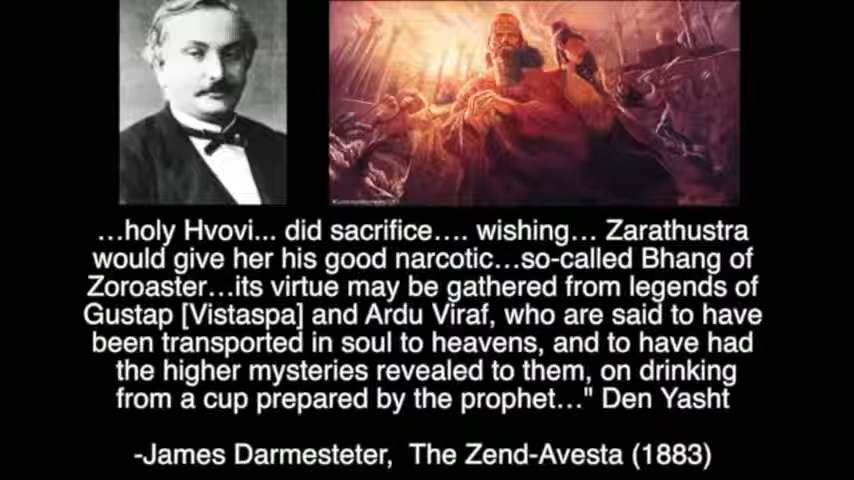 …holy Hvovi... did sacrifice…. wishing… Zarathustra
would give her his good narcotic…so-called Bhang of
Zoroaster…its virtue may be gathered from legends of
Gustap [Vistaspa] and Ardu Viraf, who are said to have
been transported in soul to heavens, and to have had
the higher mysteries revealed to them, on drinking
from a cup prepared by the prophet…" Den Yasht
-James Darmesteter, The Zend-Avesta (1883)